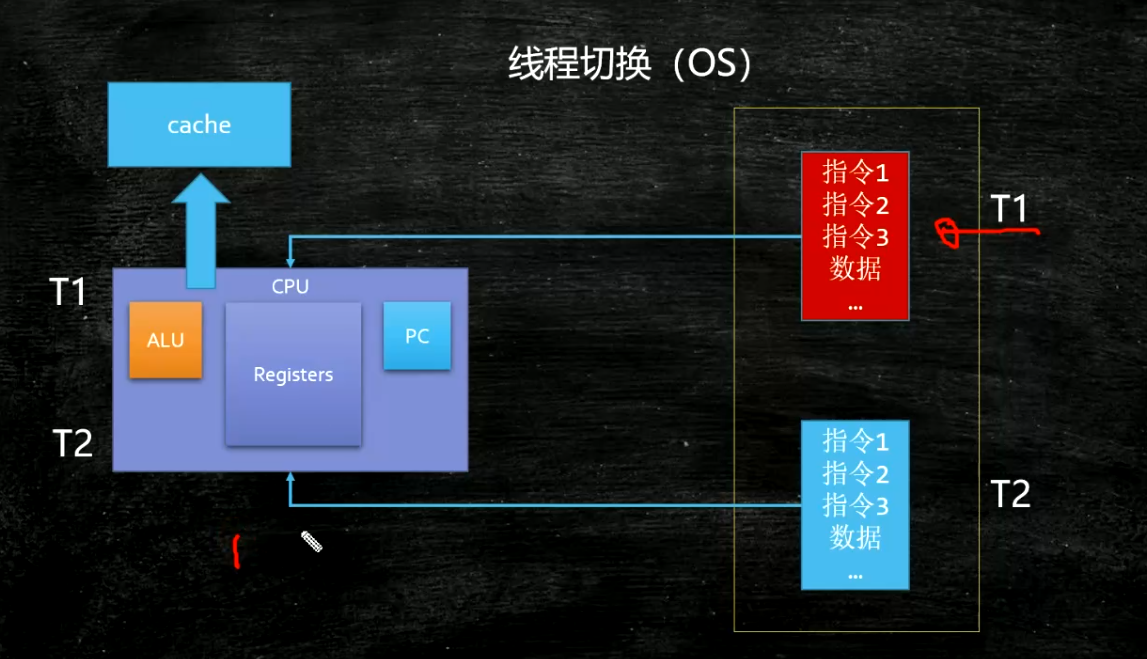 线程切换（OS）
cache
T1
CPU
ALU
Registers
PC
T2
指令1
指令2
指令3
数据
...
T1
指令1
指令2
指令3
数据
...
T2